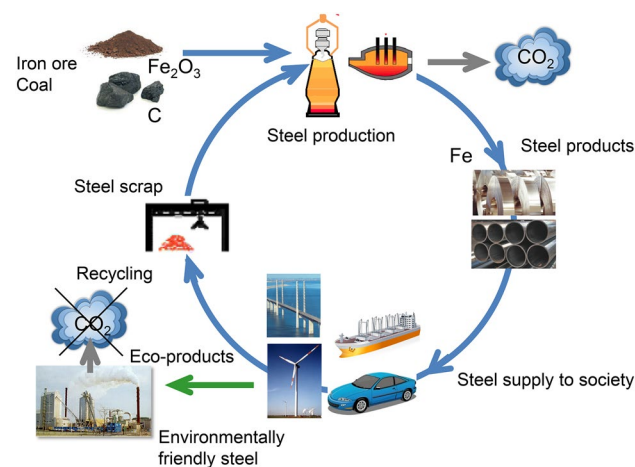 Iron ore
Coal
Fe₂O₃
C
Steel production
CO₂
Steel products
Fe
Steel scrap
Recycling
CO₂
Eco-products
Environmentally
friendly steel
Steel supply to society